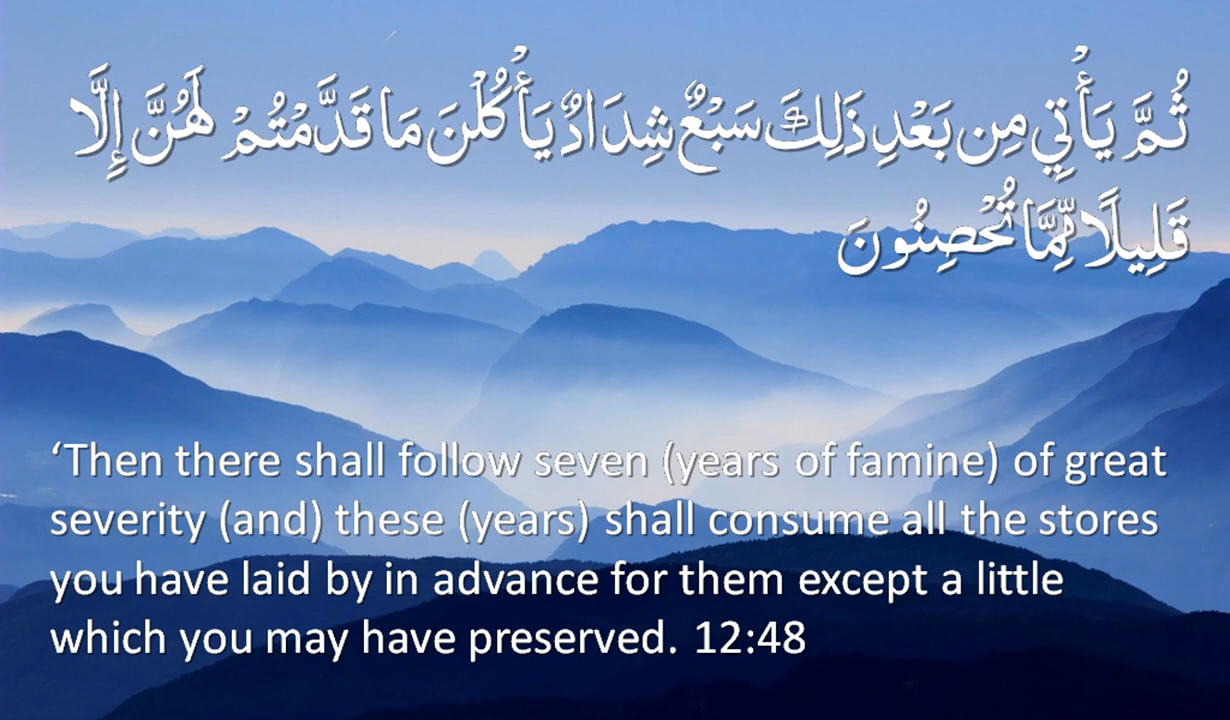 ثُمَّ يَأْتِي مِن بَعْدِ ذَلِكَ سَبْعٌ شِدَادٌ يَأْكُلْنَ مَا قَدَّمْتُمْ لَهُنَّ إِلَّا
قَلِيلًا مِّمَّا تُحْصِنُونَ
‘Then there shall follow seven (years of famine) of great
severity (and) these (years) shall consume all the stores
you have laid by in advance for them except a little
which you may have preserved. 12:48